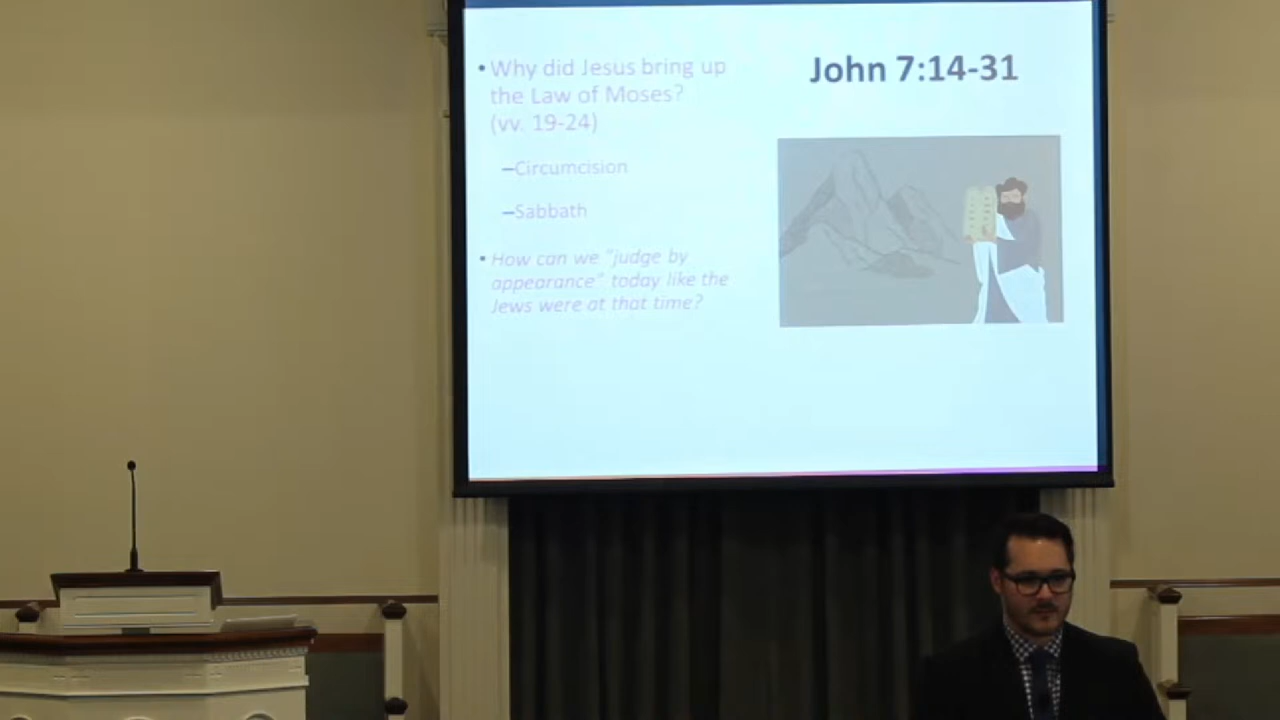 • Why did Jesus bring up
the Law of Moses?
(vv. 19-24)
–Circumcision
–Sabbath
• How can we "judge by
appearance" today like the
Jews were at that time?
John 7:14-31